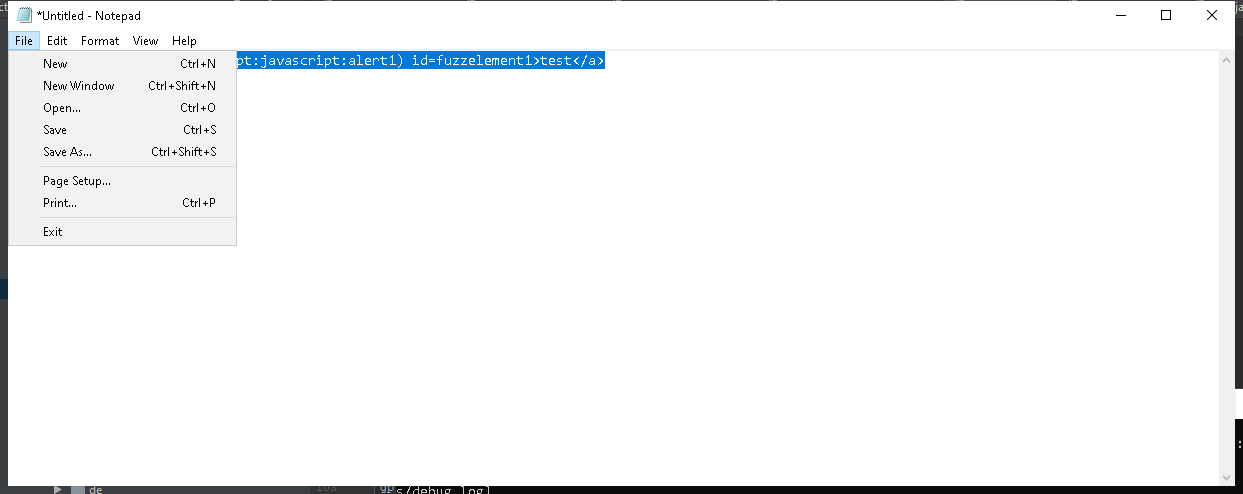 *Untitled - Notepad
File Edit Format View Help
pt:javascript:alert1) id=fuzzelement1>test</a>
New Ctrl+N
New Window Ctrl+Shift+N
Open... Ctrl+O
Save Ctrl+S
Save As... Ctrl+Shift+S
Page Setup...
Print... Ctrl+P
Exit
de 103 s/debug.log]